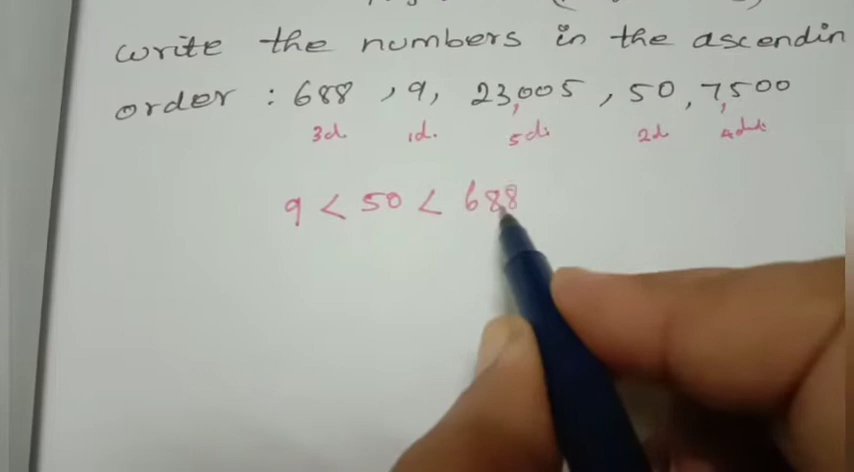 write the numbers in the ascendin
order : 688 , 9, 23,005 , 50, 7,500
3d. 1d. 5d. 2d 4d
9 < 50 < 688